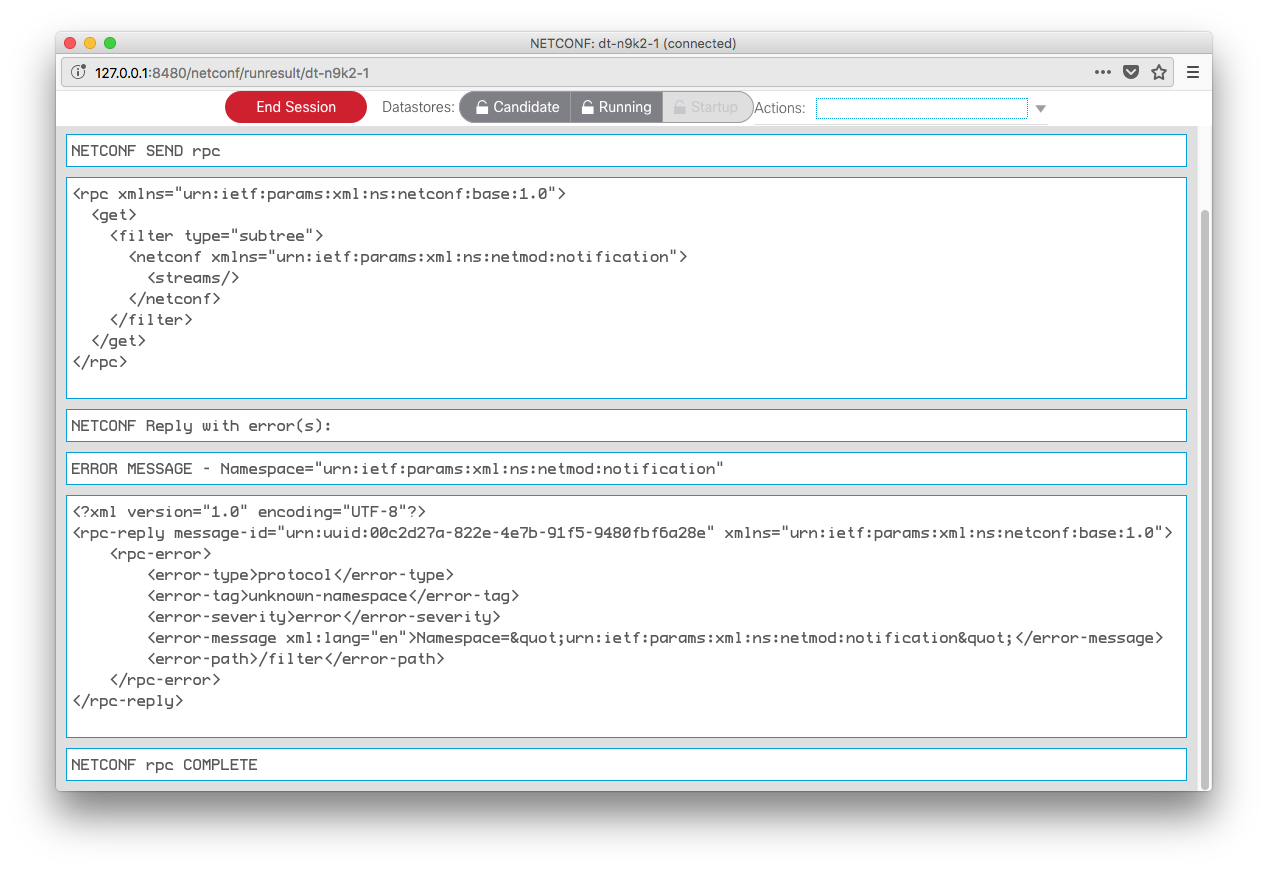 NETCONF: dt-n9k2-1 (connected)
127.0.0.1:8480/netconf/runresult/dt-n9k2-1
End Session Datastores: Candidate Running Startup Actions:
NETCONF SEND rpc
<rpc xmlns="urn:ietf:params:xml:ns:netconf:base:1.0">
  <get>
    <filter type="subtree">
      <netconf xmlns="urn:ietf:params:xml:ns:netmod:notification">
        <streams/>
      </netconf>
    </filter>
  </get>
</rpc>
NETCONF Reply with error(s):
ERROR MESSAGE - Namespace="urn:ietf:params:xml:ns:netmod:notification"
<?xml version="1.0" encoding="UTF-8"?>
<rpc-reply message-id="urn:uuid:00c2d27a-822e-4e7b-91f5-9480fbf6a28e" xmlns="urn:ietf:params:xml:ns:netconf:base:1.0">
    <rpc-error>
        <error-type>protocol</error-type>
        <error-tag>unknown-namespace</error-tag>
        <error-severity>error</error-severity>
        <error-message xml:lang="en">Namespace=&quot;urn:ietf:params:xml:ns:netmod:notification&quot;</error-message>
        <error-path>/filter</error-path>
    </rpc-error>
</rpc-reply>
NETCONF rpc COMPLETE